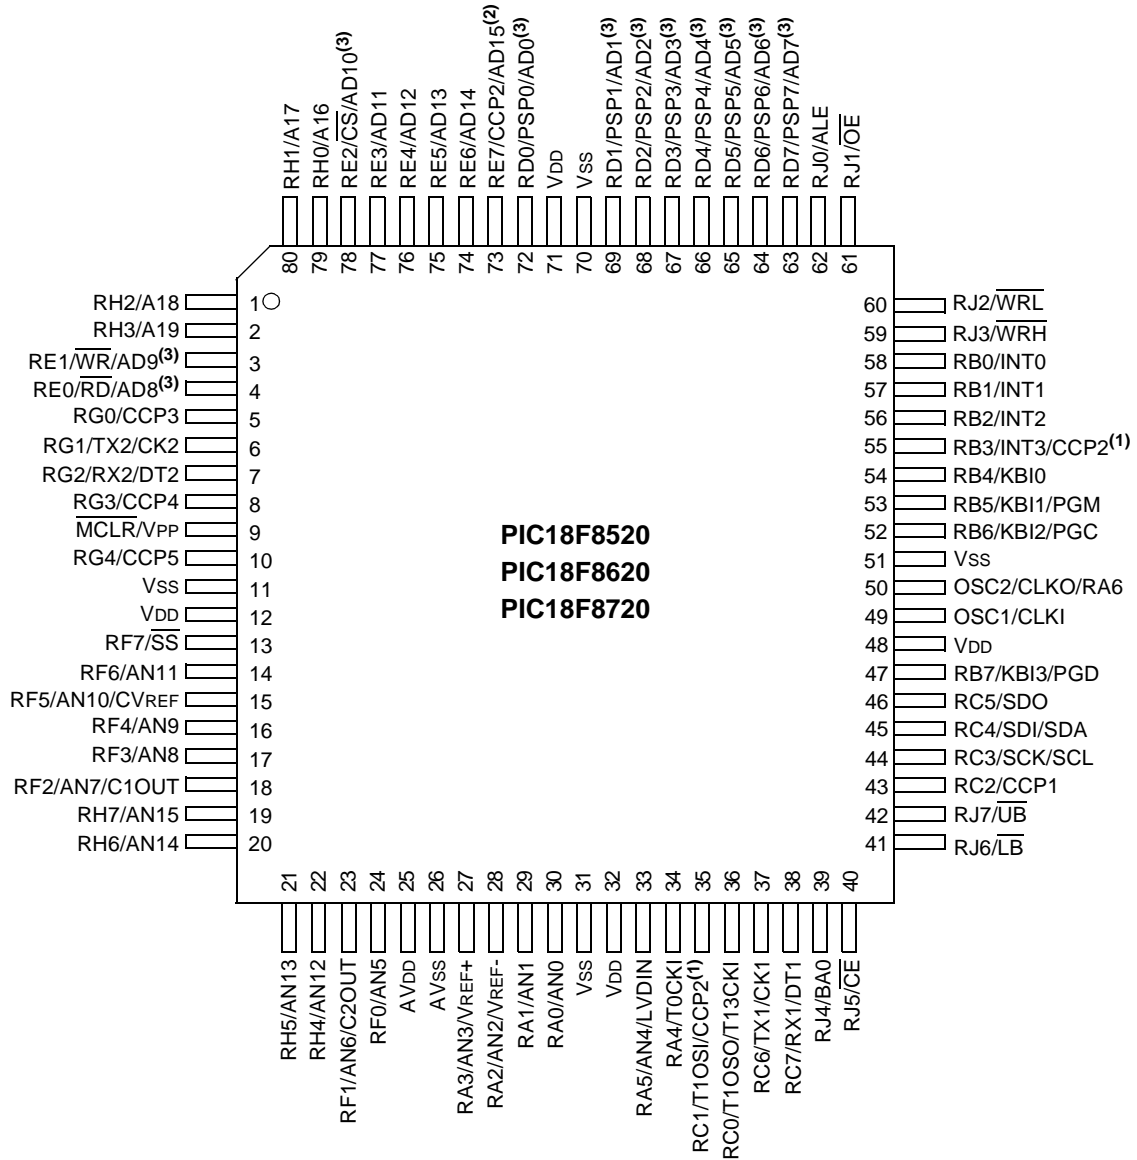 RH1/A17
RH0/A16
RE2/C̅S̅/AD10(3)
RE3/AD11
RE4/AD12
RE5/AD13
RE6/AD14
RE7/CCP2/AD15(2)
RD0/PSP0/AD0(3)
VDD
VSS
RD1/PSP1/AD1(3)
RD2/PSP2/AD2(3)
RD3/PSP3/AD3(3)
RD4/PSP4/AD4(3)
RD5/PSP5/AD5(3)
RD6/PSP6/AD6(3)
RD7/PSP7/AD7(3)
RJ0/ALE
RJ1/O̅E̅
80
79
78
77
76
75
74
73
72
71
70
69
68
67
66
65
64
63
62
61
RH2/A18 1
RH3/A19 2
RE1/W̅R̅/AD9(3) 3
RE0/R̅D̅/AD8(3) 4
RG0/CCP3 5
RG1/TX2/CK2 6
RG2/RX2/DT2 7
RG3/CCP4 8
M̅C̅L̅R̅/VPP 9
RG4/CCP5 10
VSS 11
VDD 12
RF7/S̅S̅ 13
RF6/AN11 14
RF5/AN10/CVREF 15
RF4/AN9 16
RF3/AN8 17
RF2/AN7/C1OUT 18
RH7/AN15 19
RH6/AN14 20
PIC18F8520
PIC18F8620
PIC18F8720
60 RJ2/W̅R̅L̅
59 RJ3/W̅R̅H̅
58 RB0/INT0
57 RB1/INT1
56 RB2/INT2
55 RB3/INT3/CCP2(1)
54 RB4/KBI0
53 RB5/KBI1/PGM
52 RB6/KBI2/PGC
51 VSS
50 OSC2/CLKO/RA6
49 OSC1/CLKI
48 VDD
47 RB7/KBI3/PGD
46 RC5/SDO
45 RC4/SDI/SDA
44 RC3/SCK/SCL
43 RC2/CCP1
42 RJ7/U̅B̅
41 RJ6/L̅B̅
21
22
23
24
25
26
27
28
29
30
31
32
33
34
35
36
37
38
39
40
RH5/AN13
RH4/AN12
RF1/AN6/C2OUT
RF0/AN5
AVDD
AVSS
RA3/AN3/VREF+
RA2/AN2/VREF-
RA1/AN1
RA0/AN0
VSS
VDD
RA5/AN4/LVDIN
RA4/T0CKI
RC1/T1OSI/CCP2(1)
RC0/T1OSO/T13CKI
RC6/TX1/CK1
RC7/RX1/DT1
RJ4/BA0
RJ5/C̅E̅